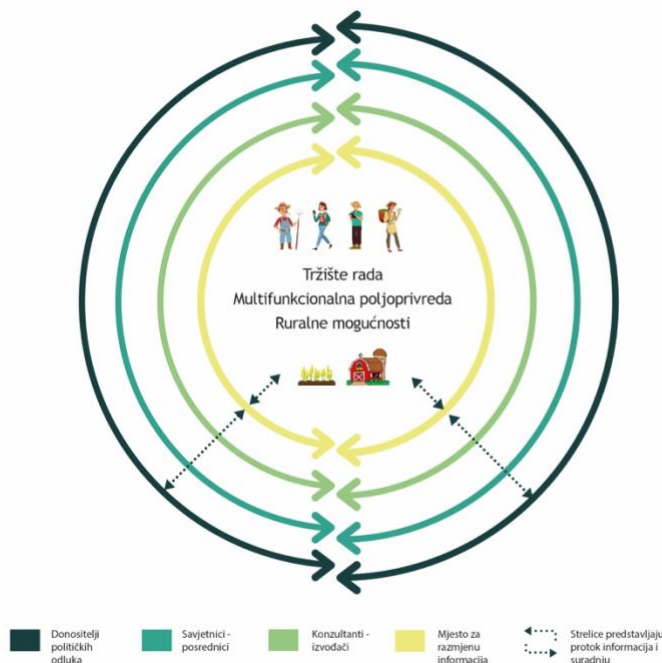 Tržište rada
Multifunkcionalna poljoprivreda
Ruralne mogućnosti
Donositelji
političkih
odluka
Savjetnici -
posrednici
Konzultanti -
izvođači
Mjesto za
razmjenu
informacija
Strelice predstavljaju
protok informacija i
suradnju